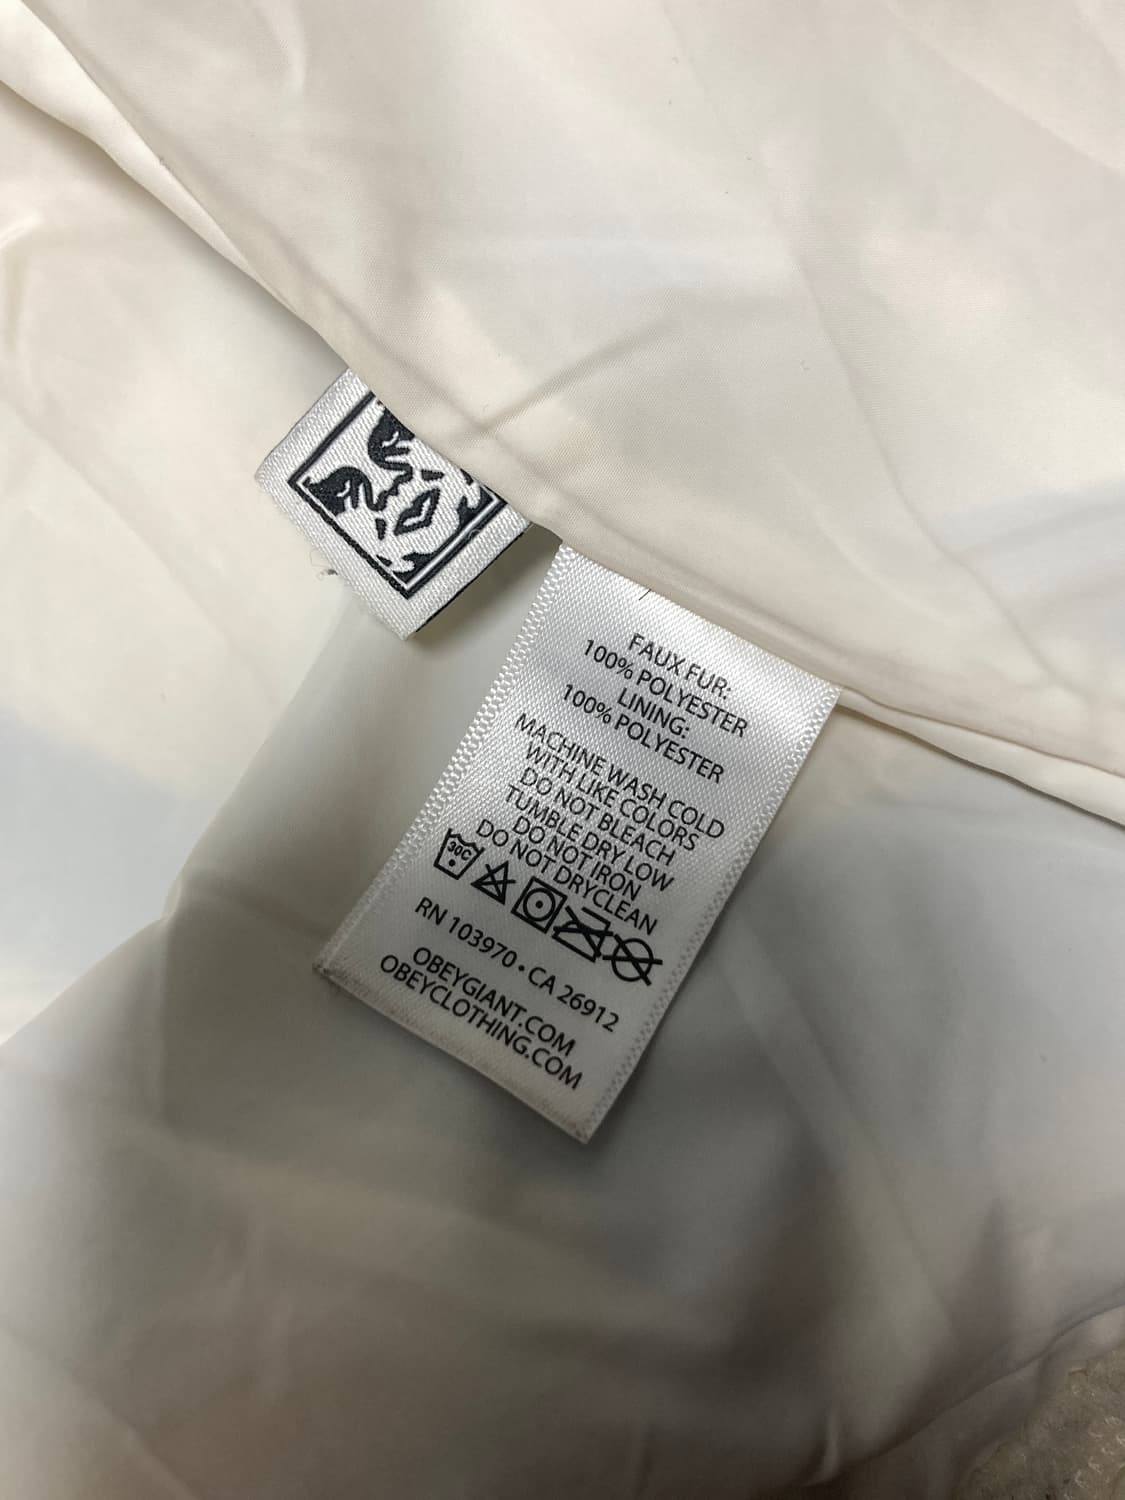 FAUX FUR:
100% POLYESTER
LINING:
100% POLYESTER
MACHINE WASH COLD
WITH LIKE COLORS
DO NOT BLEACH
TUMBLE DRY LOW
DO NOT IRON
DO NOT DRYCLEAN
30C
RN 103970 • CA 26912
OBEYGIANT.COM
OBEYCLOTHING.COM